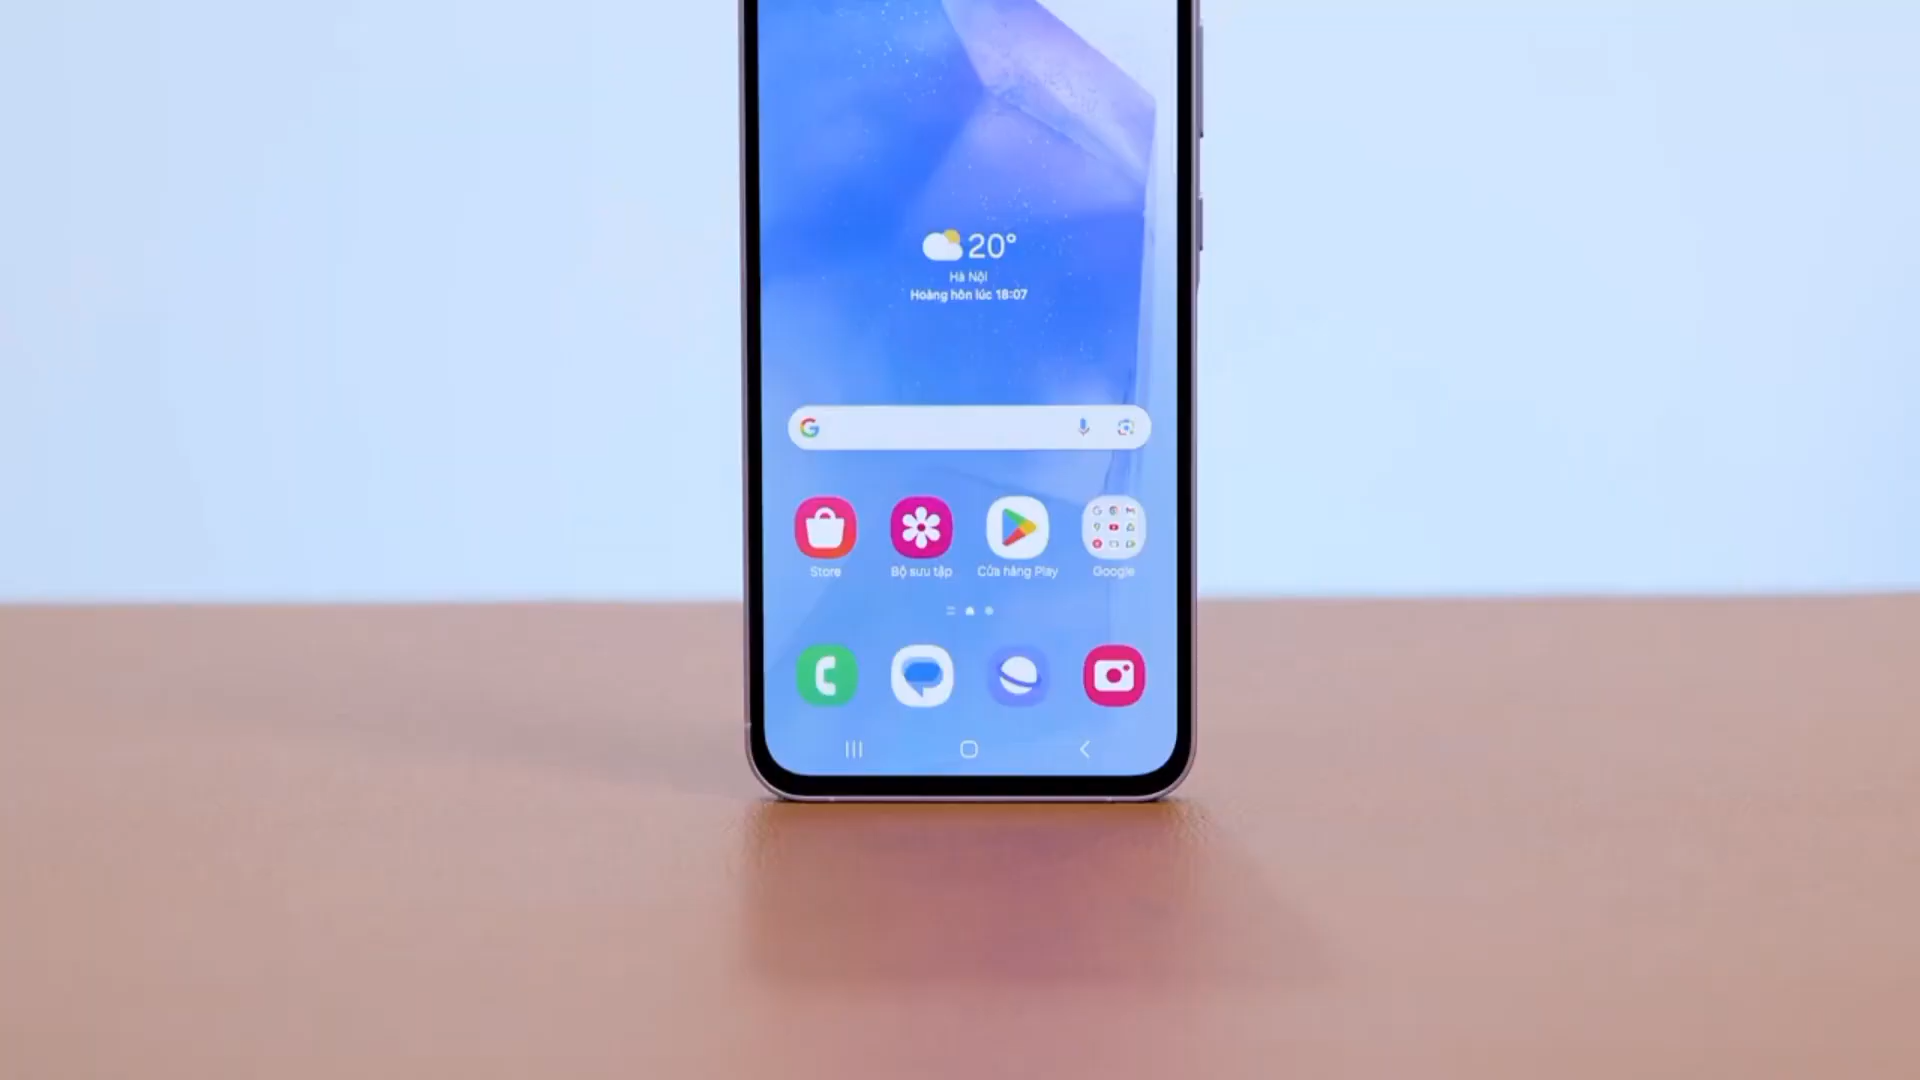 20°
Hà Nội
Hoàng hôn lúc 18:07
Store
Bộ sưu tập
Cửa hàng Play
Google